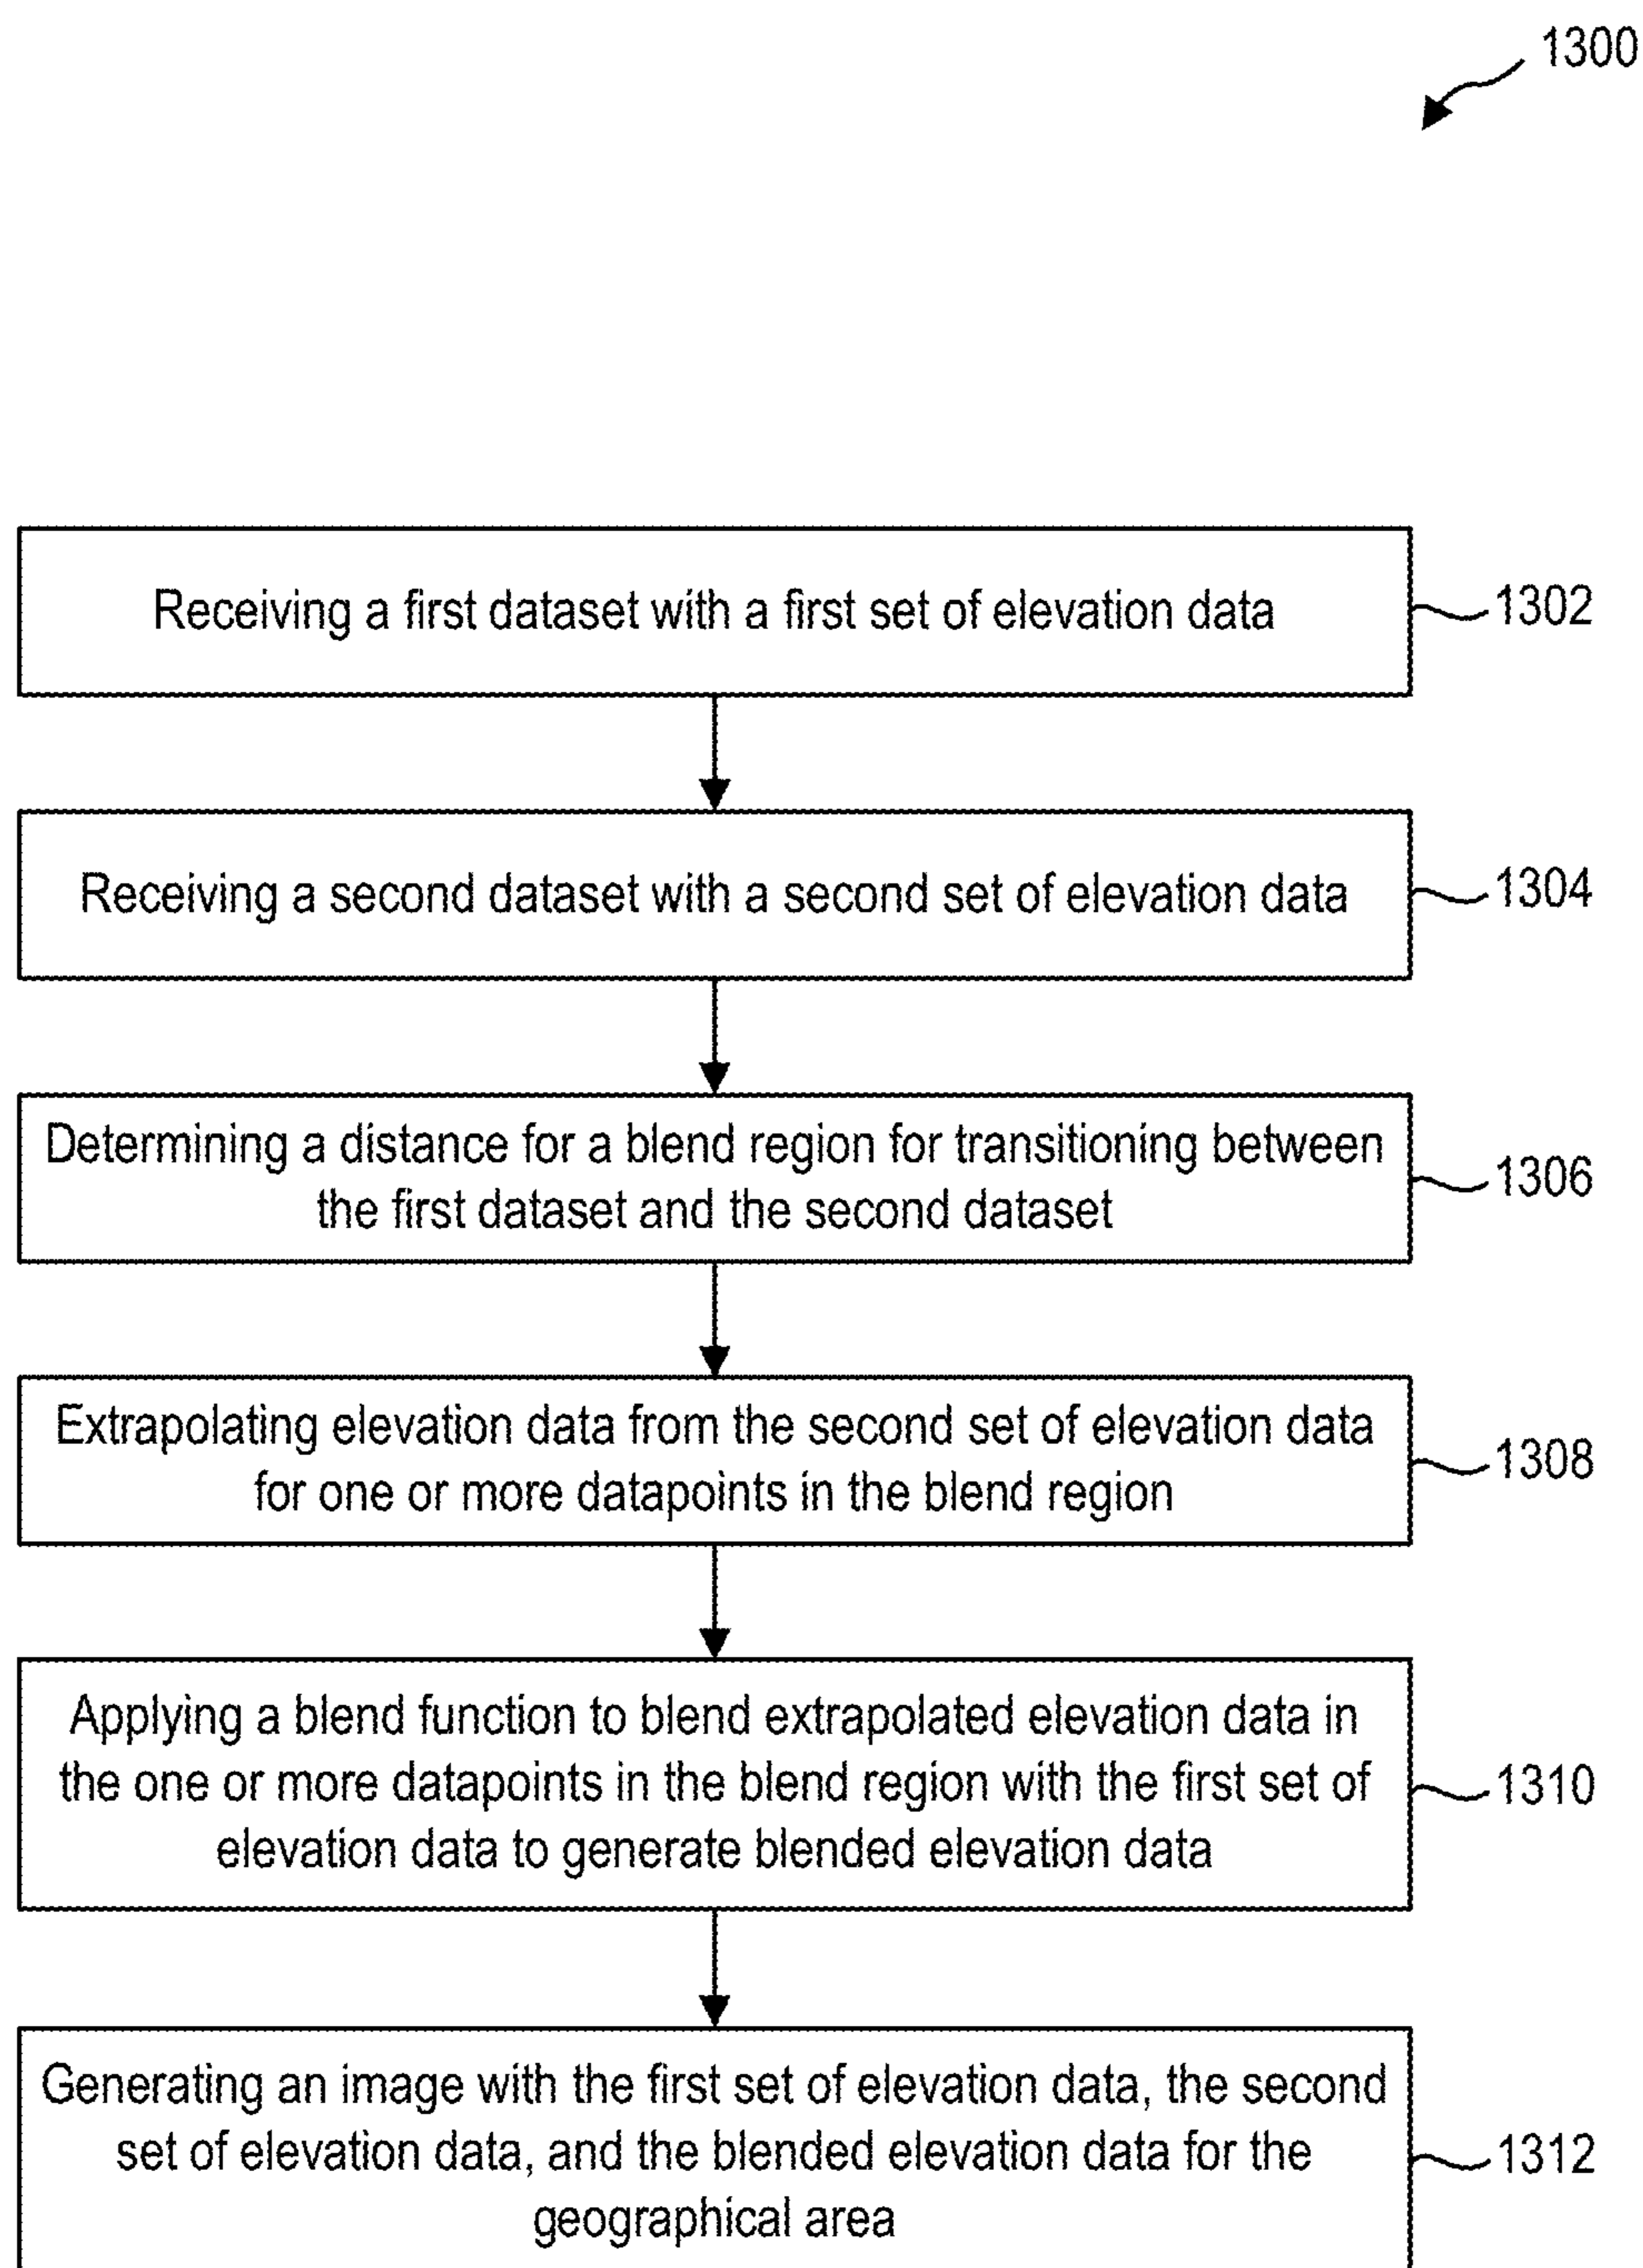 1300
Receiving a first dataset with a first set of elevation data
1302
Receiving a second dataset with a second set of elevation data
1304
Determining a distance for a blend region for transitioning between
the first dataset and the second dataset
1306
Extrapolating elevation data from the second set of elevation data
for one or more datapoints in the blend region
1308
Applying a blend function to blend extrapolated elevation data in
the one or more datapoints in the blend region with the first set of
elevation data to generate blended elevation data
1310
Generating an image with the first set of elevation data, the second
set of elevation data, and the blended elevation data for the
geographical area
1312